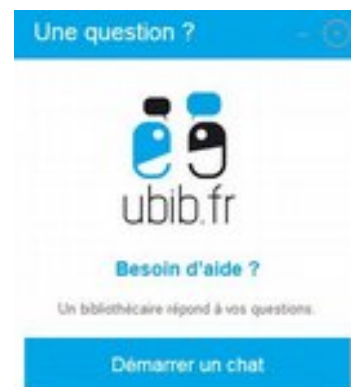 Une question ?
ubib.fr
Besoin d'aide ?
Un bibliothécaire répond à vos questions.
Démarrer un chat